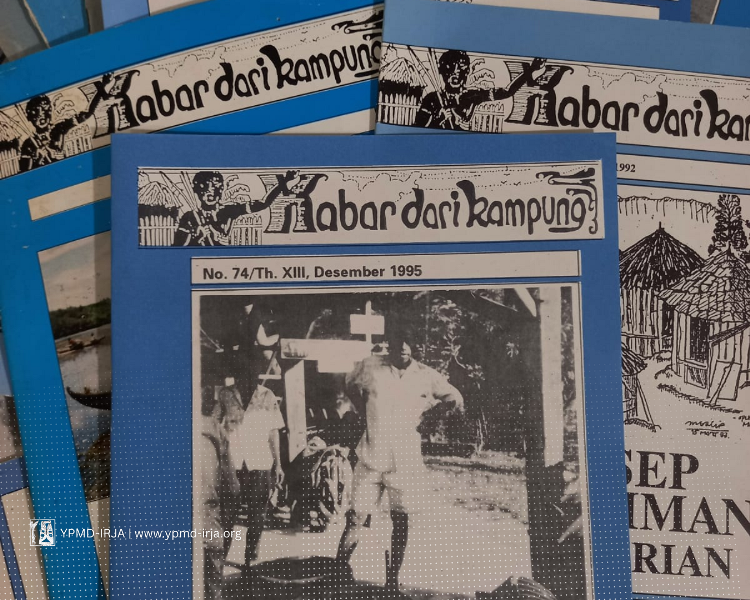 Kabar dari kampung
Kabar dari kam
Kabar dari kampung
No. 74/Th. XIII, Desember 1995
1992
SEP
IMAN
RIAN
YPMD-IRJA | www.ypmd-irja.org